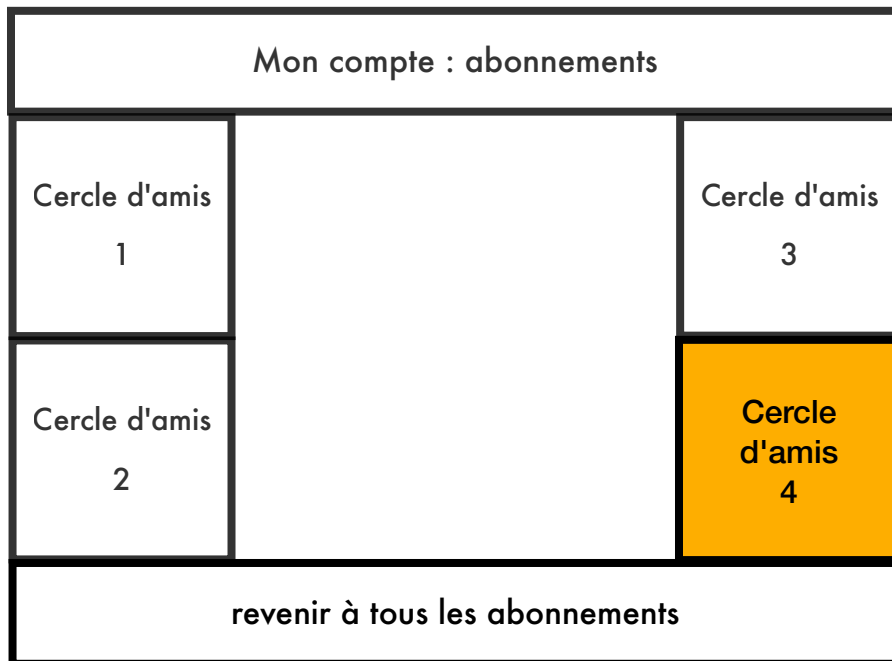 Mon compte : abonnements
Cercle d'amis
1
Cercle d'amis
3
Cercle d'amis
2
Cercle
d'amis
4
revenir à tous les abonnements